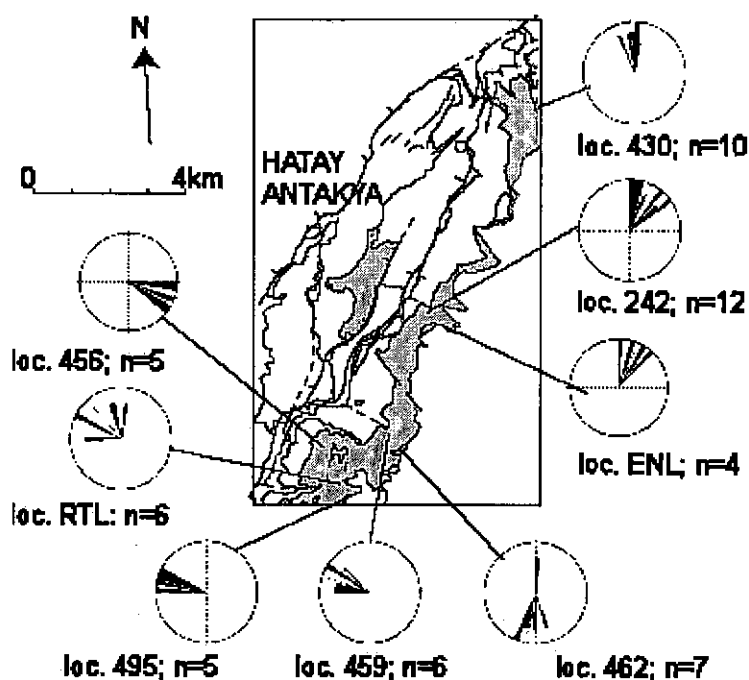 N
0 4km
HATAY
ANTAKYA
loc. 430; n=10
loc. 242; n=12
loc. 456; n=5
loc. ENL; n=4
loc. RTL: n=6
loc. 495; n=5
loc. 459; n=6
loc. 462; n=7